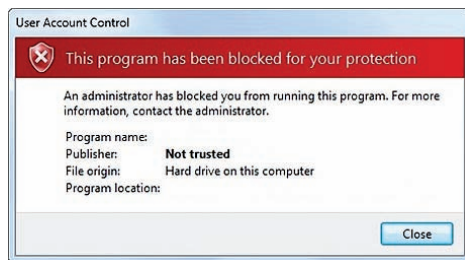 User Account Control
This program has been blocked for your protection
An administrator has blocked you from running this program. For more
information, contact the administrator.
Program name:
Publisher: Not trusted
File origin: Hard drive on this computer
Program location:
Close